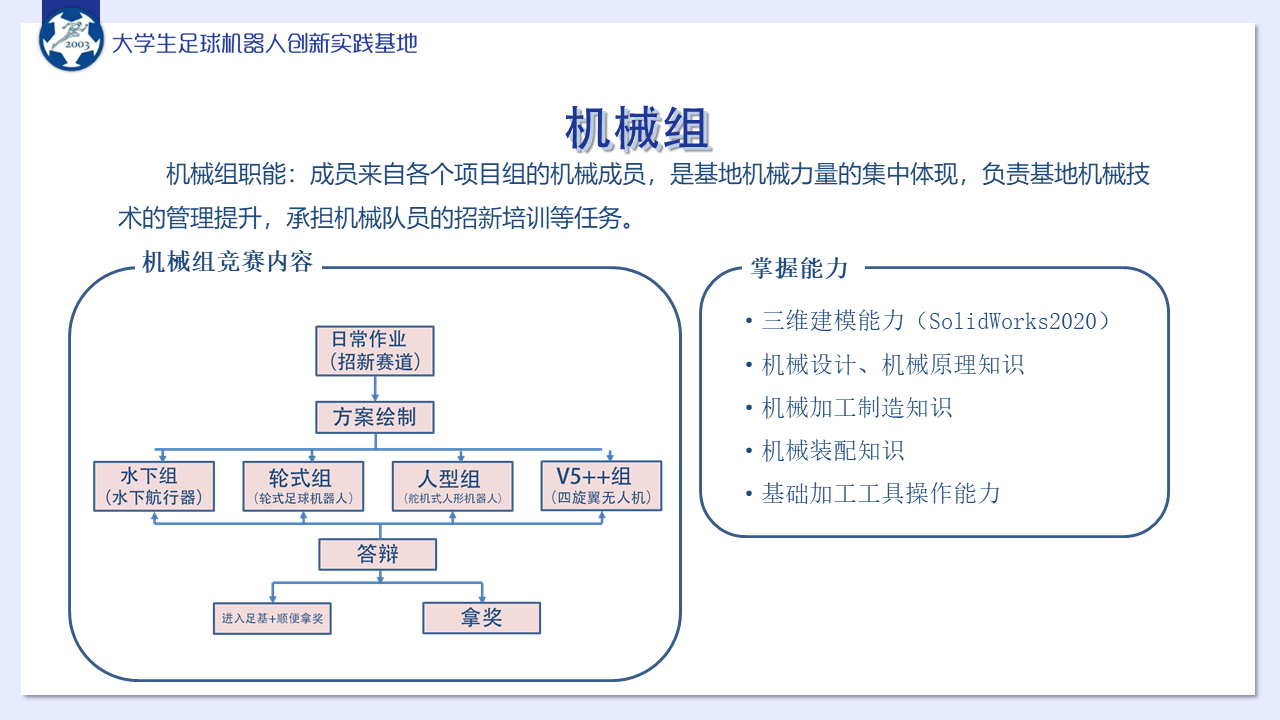 2003
大学生足球机器人创新实践基地
机械组
机械组职能：成员来自各个项目组的机械成员，是基地机械力量的集中体现，负责基地机械技
术的管理提升，承担机械队员的招新培训等任务。
机械组竞赛内容
日常作业
（招新赛道）
方案绘制
水下组
（水下航行器）
轮式组
（轮式足球机器人）
人型组
（舵机式人形机器人）
V5++组
（四旋翼无人机）
答辩
进入足基+顺便拿奖
拿奖
掌握能力
•三维建模能力（SolidWorks2020）
•机械设计、机械原理知识
•机械加工制造知识
•机械装配知识
•基础加工工具操作能力